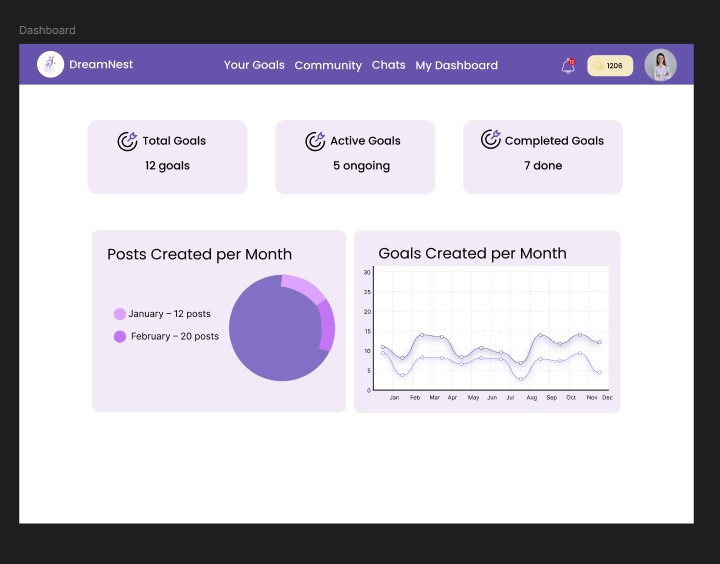 Dashboard
DreamNest
Your Goals Community Chats My Dashboard
12
1206
Total Goals
12 goals
Active Goals
5 ongoing
Completed Goals
7 done
Posts Created per Month
January – 12 posts
February – 20 posts
Goals Created per Month
30
25
20
15
10
5
0
Jan Feb Mar Apr May Jun Jul Aug Sep Oct Nov Dec